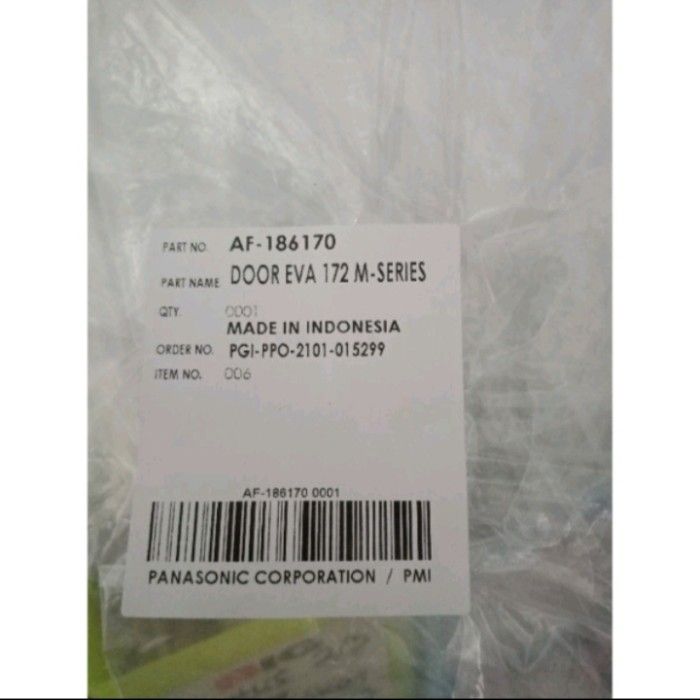 PART NO. AF-186170
PART NAME DOOR EVA 172 M-SERIES
QTY. 0001
MADE IN INDONESIA
ORDER NO. PGI-PPO-2101-015299
ITEM NO. 006
AF-186170 0001
PANASONIC CORPORATION / PMI